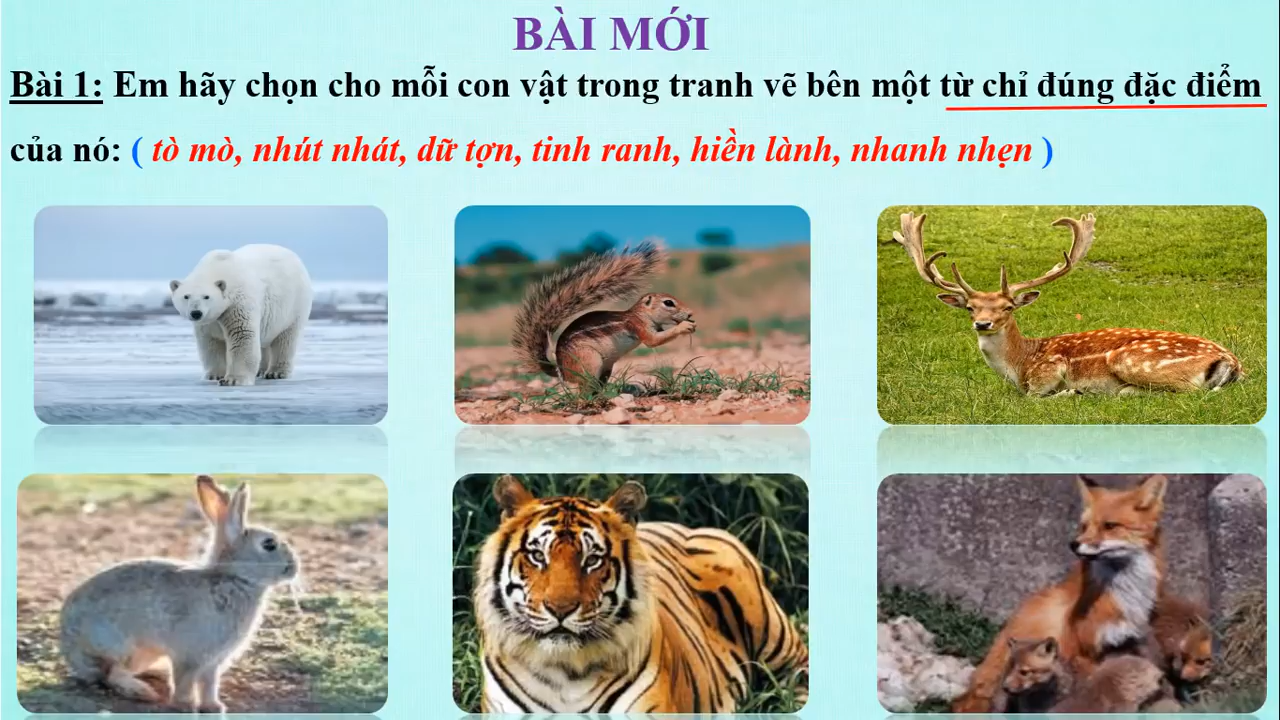 BÀI MỚI
Bài 1: Em hãy chọn cho mỗi con vật trong tranh vẽ bên một từ chỉ đúng đặc điểm
của nó: ( tò mò, nhút nhát, dữ tợn, tinh ranh, hiền lành, nhanh nhẹn )